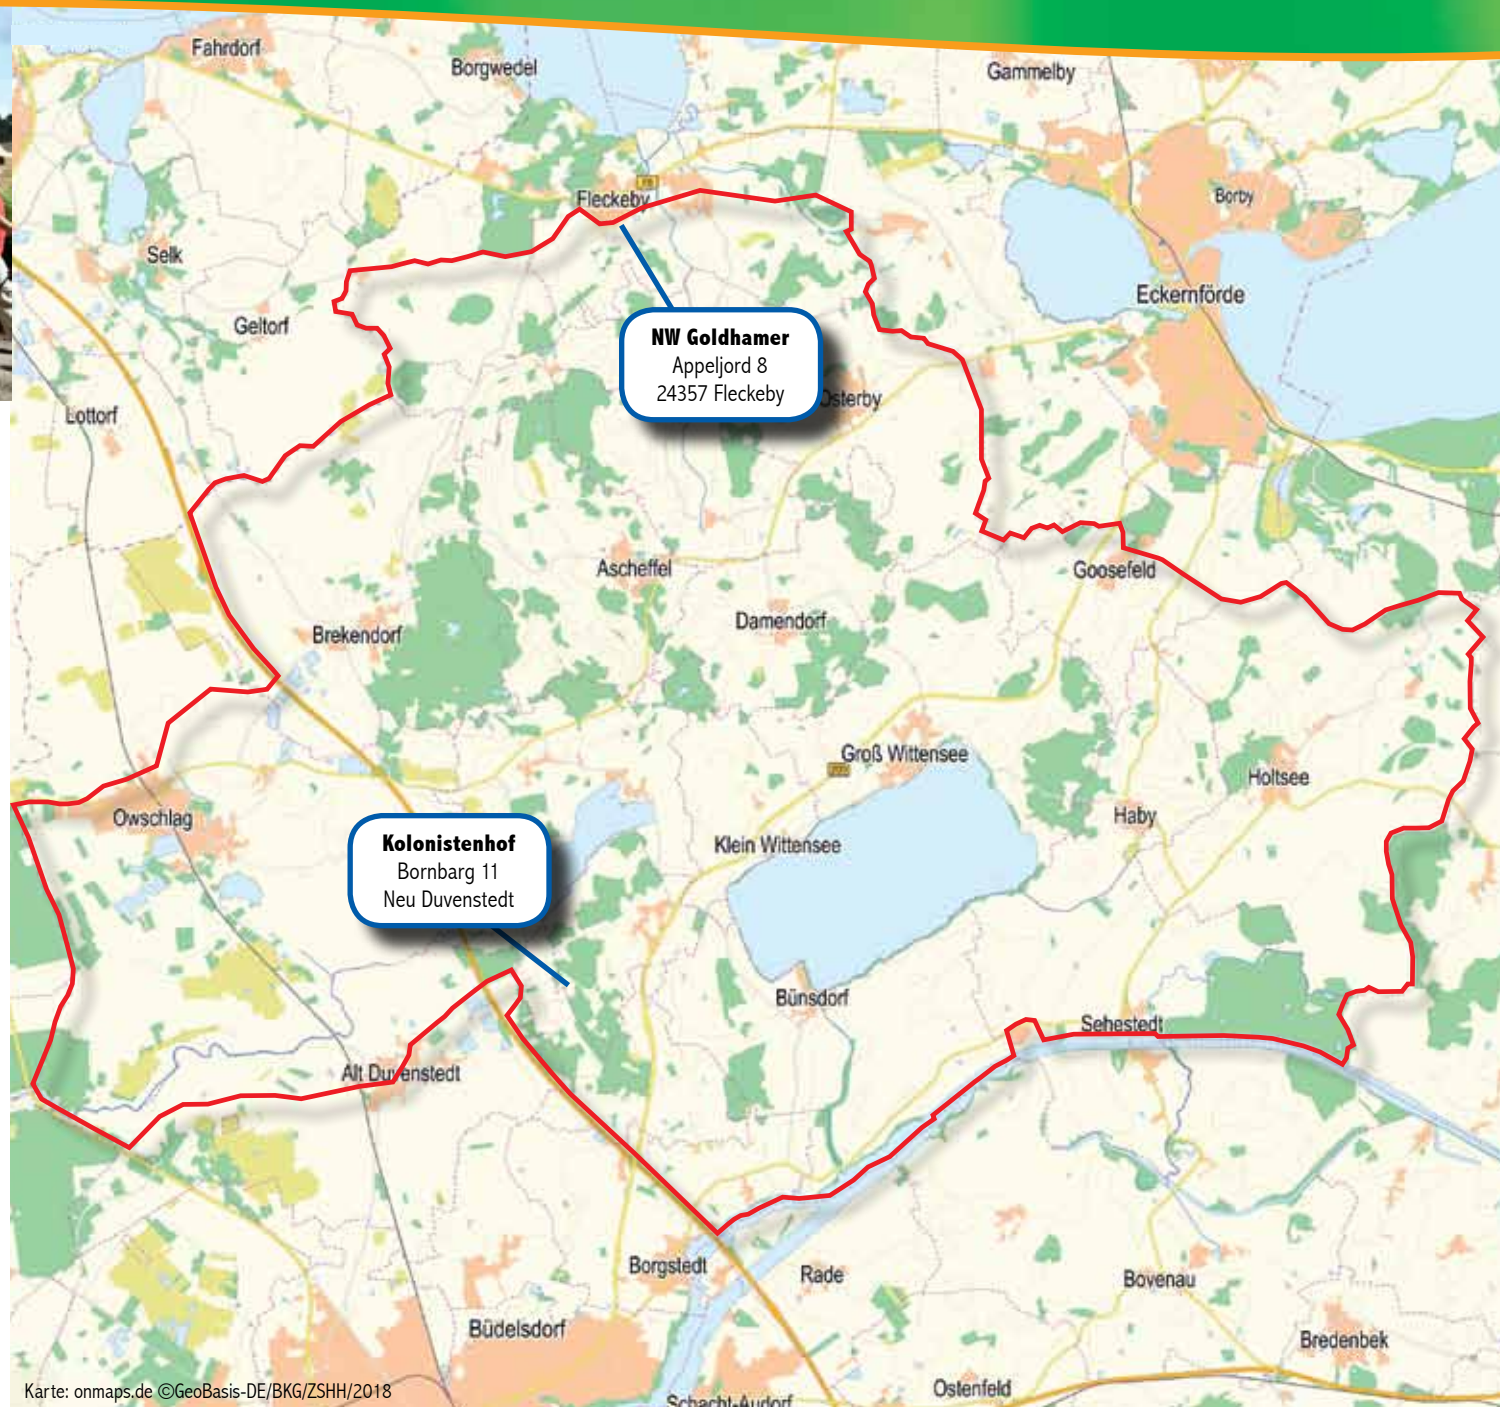 Fahrdorf
Borgwedel
Gammelby
Fleckeby
Borby
Selk
Eckernförde
Geltorf
NW Goldhamer
Appeljord 8
24357 Fleckeby
Osterby
Lottorf
Ascheffel
Goosefeld
Damendorf
Brekendorf
Groß Wittensee
Holtsee
Owschlag
Haby
Klein Wittensee
Kolonistenhof
Bornbarg 11
Neu Duvenstedt
Bünsdorf
Sehestedt
Alt Duvenstedt
Borgstedt
Rade
Bovenau
Büdelsdorf
Bredenbek
Ostenfeld
Schacht-Audorf
Karte: onmaps.de ©GeoBasis-DE/BKG/ZSHH/2018